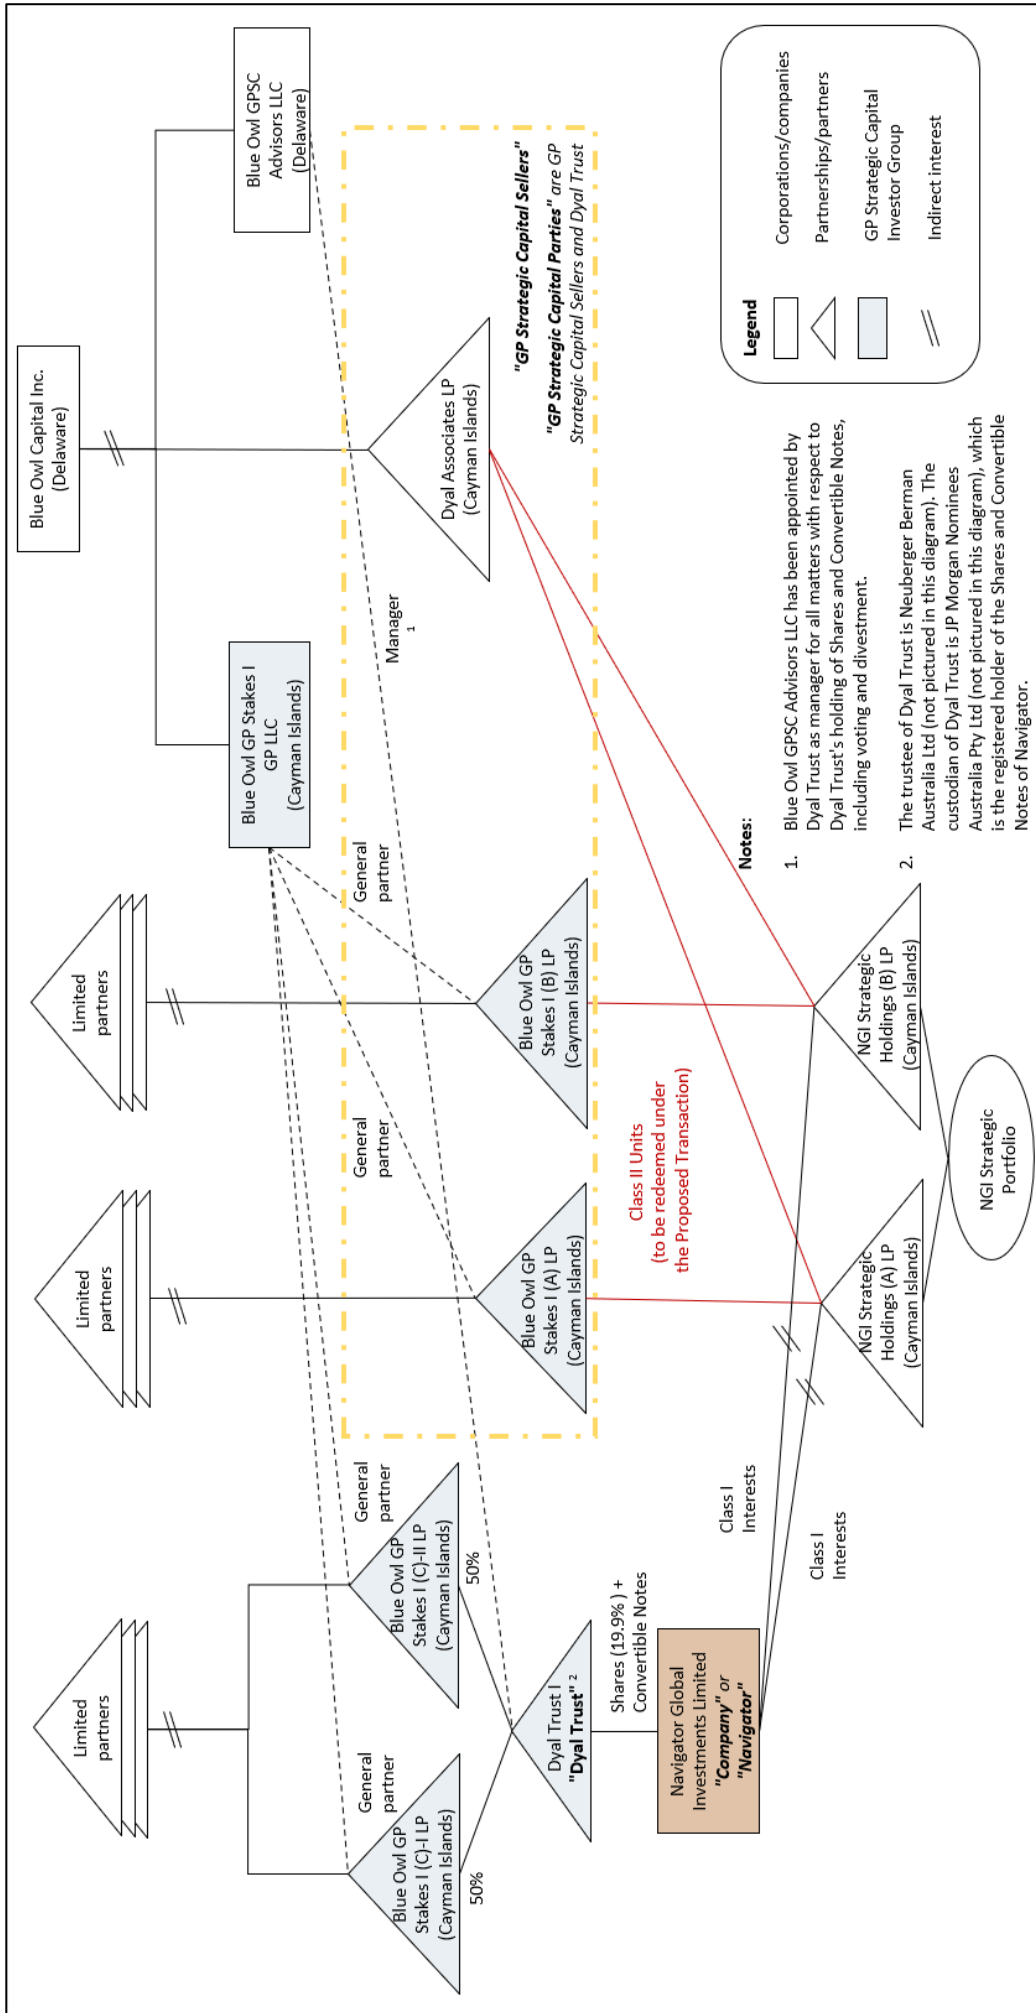 Blue Owl Capital Inc.
(Delaware)
Limited
partners
Limited
partners
Limited
partners
Blue Owl GP Stakes I
GP LLC
(Cayman Islands)
Blue Owl GPSC
Advisors LLC
(Delaware)
General
partner
General
partner
General
partner
General
partner
Manager
1
Blue Owl GP
Stakes I (C)-I LP
(Cayman Islands)
Blue Owl GP
Stakes I (C)-II LP
(Cayman Islands)
Blue Owl GP
Stakes I (A) LP
(Cayman Islands)
Blue Owl GP
Stakes I (B) LP
(Cayman Islands)
Dyal Associates LP
(Cayman Islands)
50%
50%
"GP Strategic Capital Sellers"
"GP Strategic Capital Parties" are GP
Strategic Capital Sellers and Dyal Trust
Dyal Trust I
"Dyal Trust" 2
Shares (19.9% ) +
Convertible Notes
Class II Units
(to be redeemed under
the Proposed Transaction)
Navigator Global
Investments Limited
"Company" or
"Navigator"
Class I
Interests
Class I
Interests
NGI Strategic
Holdings (A) LP
(Cayman Islands)
NGI Strategic
Holdings (B) LP
(Cayman Islands)
NGI Strategic
Portfolio
Notes:
1. Blue Owl GPSC Advisors LLC has been appointed by
Dyal Trust as manager for all matters with respect to
Dyal Trust's holding of Shares and Convertible Notes,
including voting and divestment.
2. The trustee of Dyal Trust is Neuberger Berman
Australia Ltd (not pictured in this diagram). The
custodian of Dyal Trust is JP Morgan Nominees
Australia Pty Ltd (not pictured in this diagram), which
is the registered holder of the Shares and Convertible
Notes of Navigator.
Legend
Corporations/companies
Partnerships/partners
GP Strategic Capital
Investor Group
Indirect interest